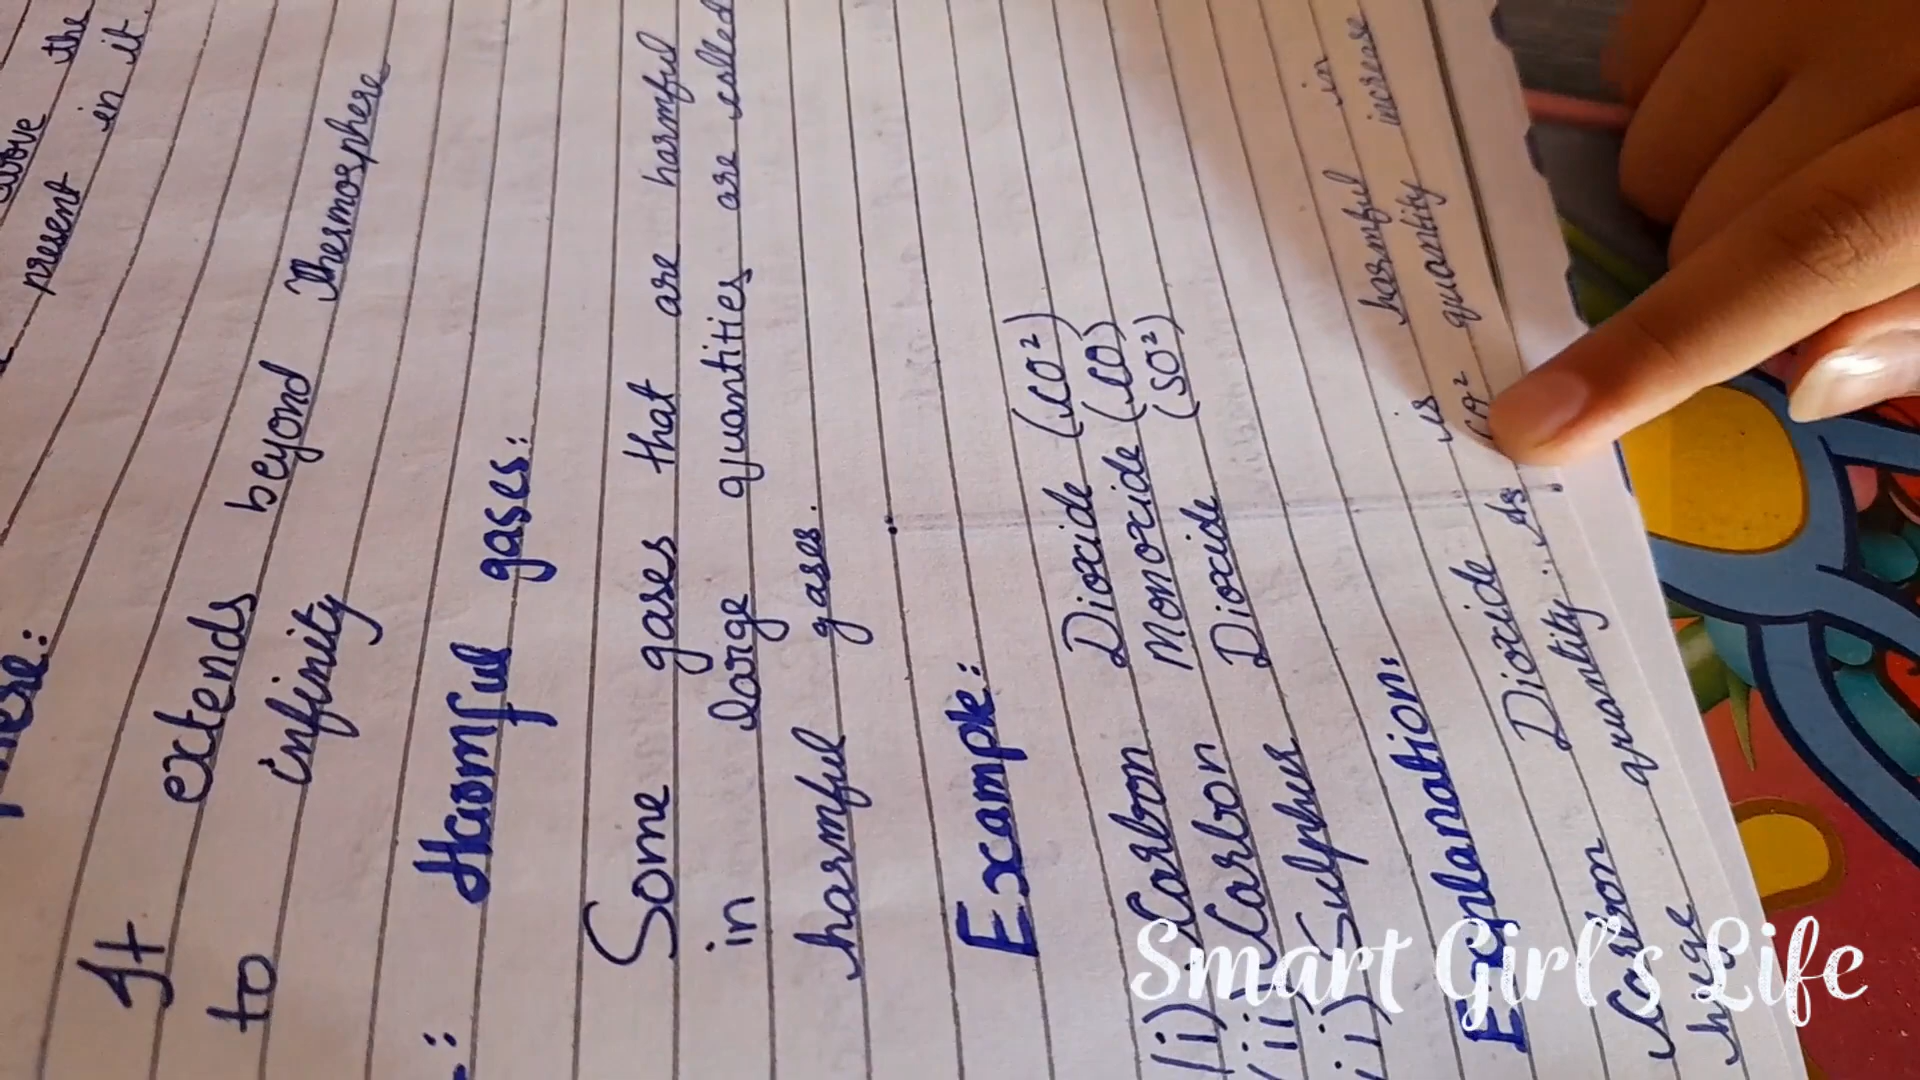 above the
present in it.
here:
It extends beyond Thermosphere
to infinity
: Harmful gases:
Some gases that are harmful
in large quantities are called
harmful gases.
Example:
(i) Carbon Dioxide (CO²)
(ii) Carbon Monoxide (CO)
ii) Sulphur Dioxide (SO²)
Explanation:
Carbon Dioxide is harmful in
huge quantity. As CO² quantity increase
Smart Girl's Life